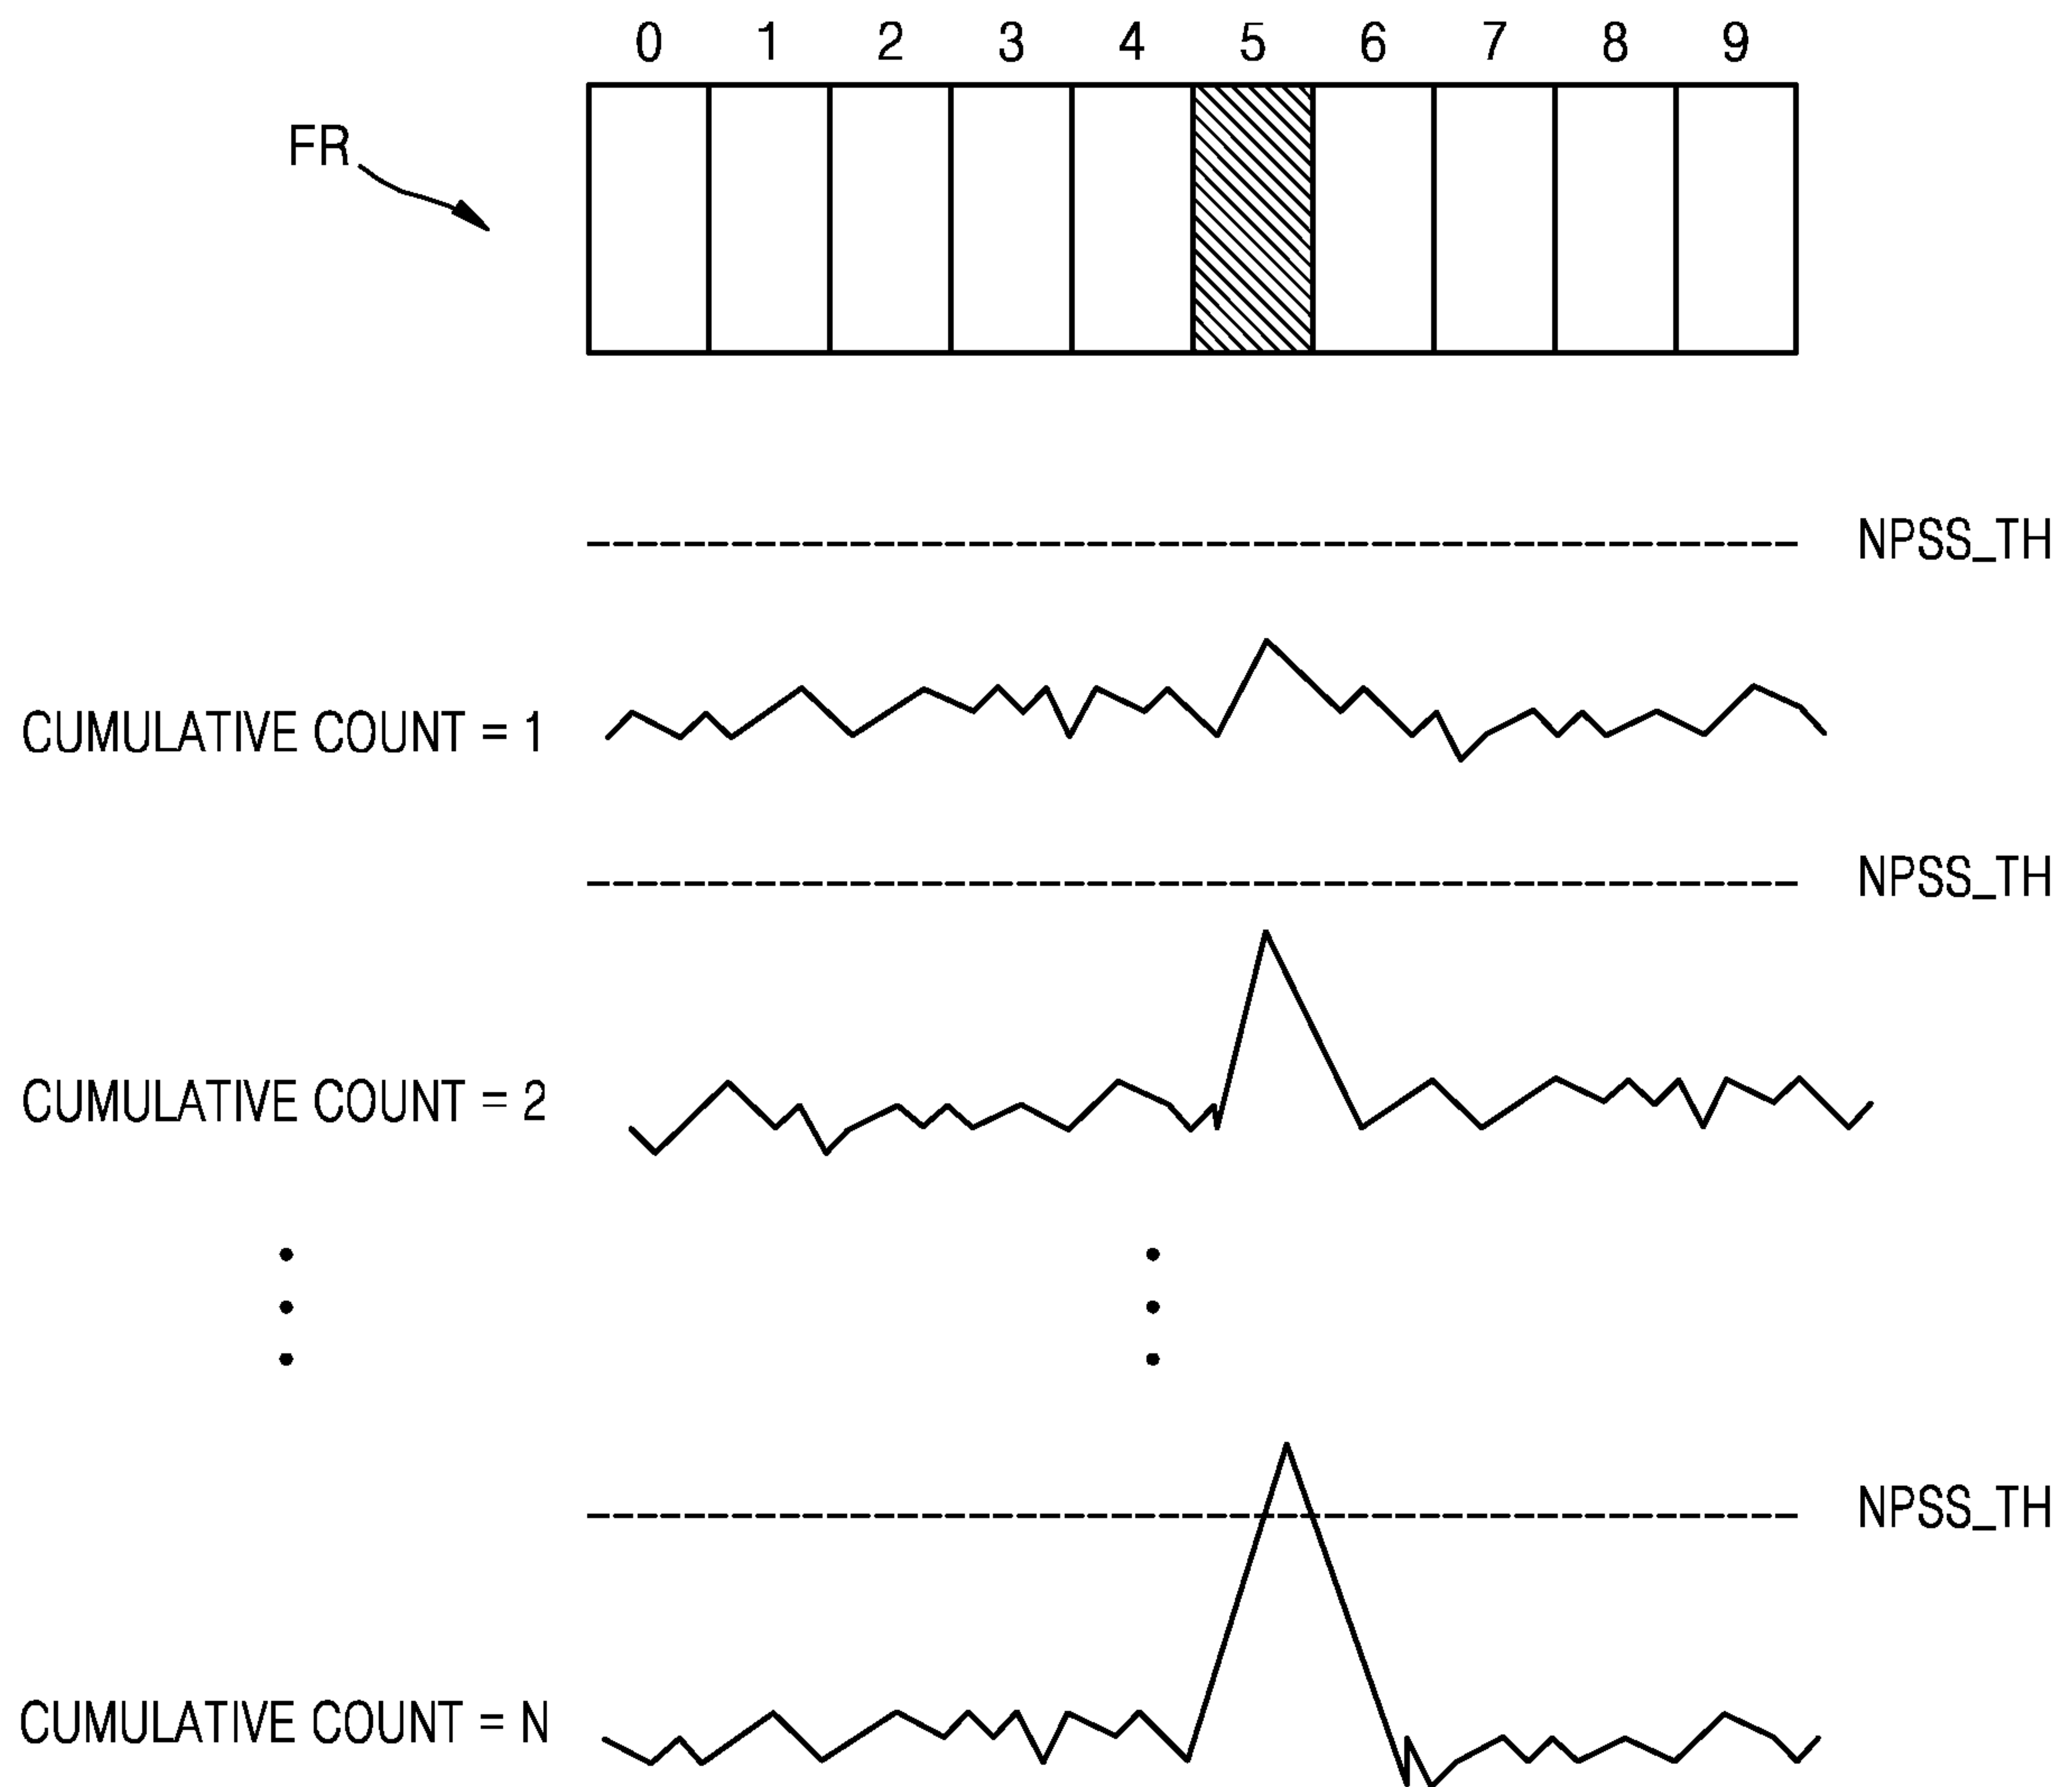 0 1 2 3 4 5 6 7 8 9
FR
NPSS_TH
CUMULATIVE COUNT = 1
NPSS_TH
CUMULATIVE COUNT = 2
NPSS_TH
CUMULATIVE COUNT = N